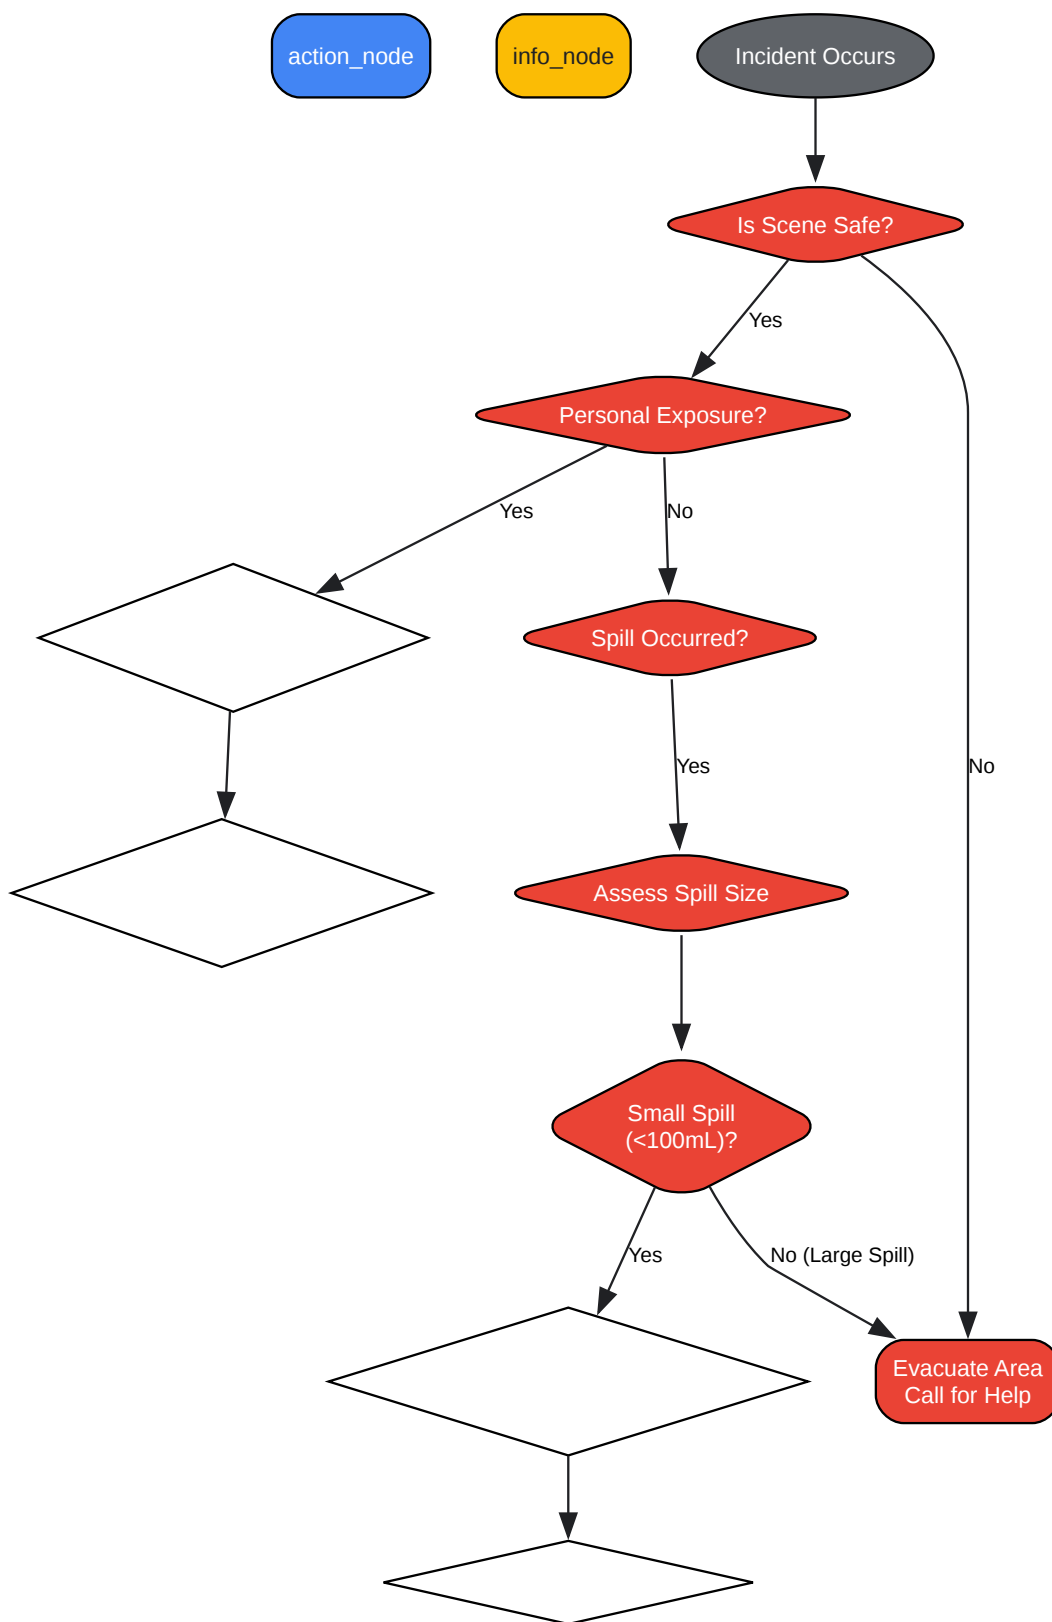 action_node
info_node
Incident Occurs
Is Scene Safe?
Yes
Personal Exposure?
Yes
No
Spill Occurred?
Yes
No
Assess Spill Size
Small Spill
(<100mL)?
Yes
No (Large Spill)
Evacuate Area
Call for Help